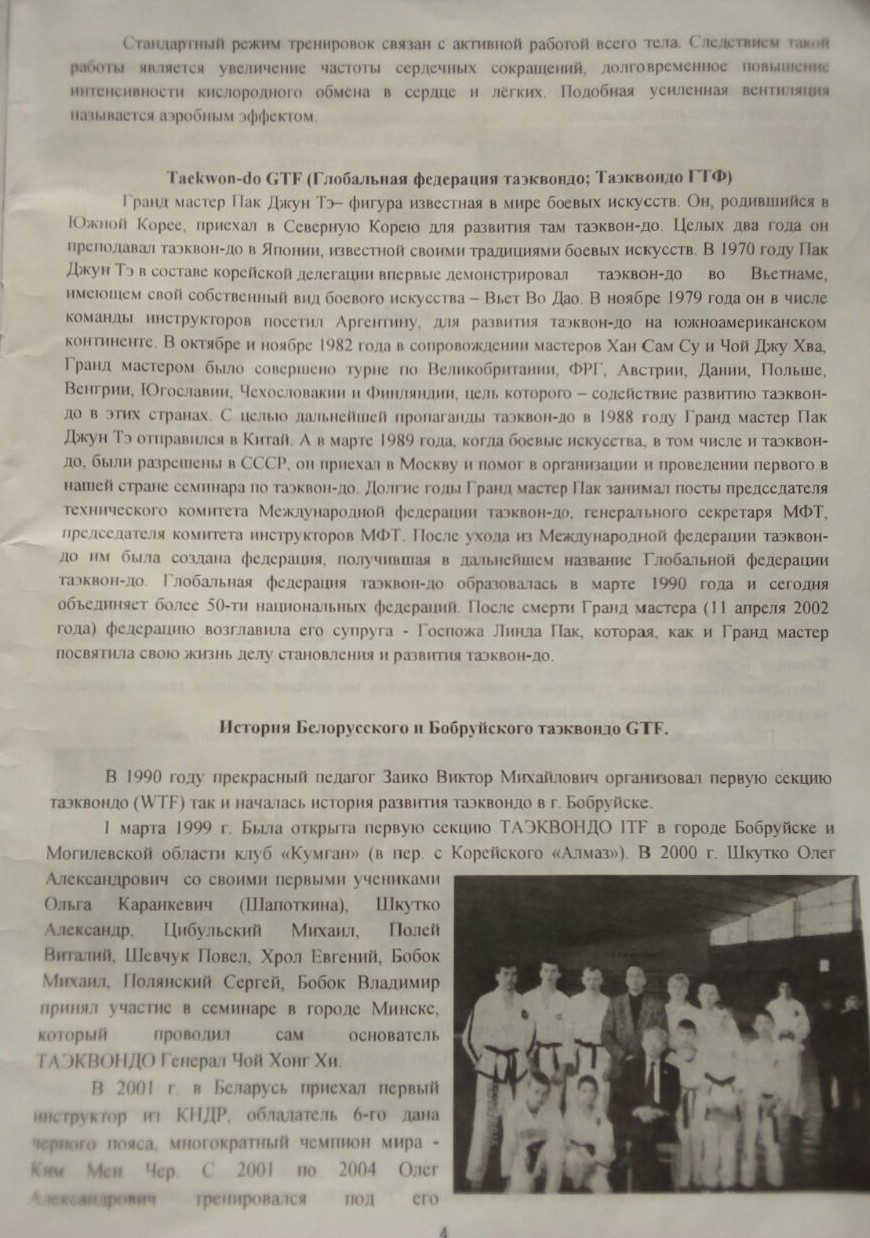 Стандартный режим тренировок связан с активной работой всего тела. Следствием такой
работы является увеличение частоты сердечных сокращений, долговременное повышение
интенсивности кислородного обмена в сердце и легких. Подобная усиленная вентиляция
называется аэробным эффектом.
Taekwon-do GTF (Глобальная федерация таэквондо; Таэквондо ГТФ)
Гранд мастер Пак Джун Тэ– фигура известная в мире боевых искусств. Он, родившийся в
Южной Корее, приехал в Северную Корею для развития там таэквон-до. Целых два года он
преподавал таэквон-до в Японии, известной своими традициями боевых искусств. В 1970 году Пак
Джун Тэ в составе корейской делегации впервые демонстрировал таэквон-до во Вьетнаме,
имеющем свой собственный вид боевого искусства – Вьет Во Дао. В ноябре 1979 года он в числе
команды инструкторов посетил Аргентину, для развития таэквон-до на южноамериканском
континенте. В октябре и ноябре 1982 года в сопровождении мастеров Хан Сам Су и Чой Джу Хва,
Гранд мастером было совершено турне по Великобритании, ФРГ, Австрии, Дании, Польше,
Венгрии, Югославии, Чехословакии и Финляндии, цель которого – содействие развитию таэквон-
до в этих странах. С целью дальнейшей пропаганды таэквон-до в 1988 году Гранд мастер Пак
Джун Тэ отправился в Китай. А в марте 1989 года, когда боевые искусства, в том числе и таэквон-
до, были разрешены в СССР, он приехал в Москву и помог в организации и проведении первого в
нашей стране семинара по таэквон-до. Долгие годы Гранд мастер Пак занимал посты председателя
технического комитета Международной федерации таэквон-до, генерального секретаря МФТ,
председателя комитета инструкторов МФТ. После ухода из Международной федерации таэквон-
до им была создана федерация, получившая в дальнейшем название Глобальной федерации
таэквон-до. Глобальная федерация таэквон-до образовалась в марте 1990 года и сегодня
объединяет более 50-ти национальных федераций. После смерти Гранд мастера (11 апреля 2002
года) федерацию возглавила его супруга - Госпожа Линда Пак, которая, как и Гранд мастер
посвятила свою жизнь делу становления и развития таэквон-до.
История Белорусского и Бобруйского таэквондо GTF.
В 1990 году прекрасный педагог Заико Виктор Михайлович организовал первую секцию
таэквондо (WTF) так и началась история развития таэквондо в г. Бобруйске.
1 марта 1999 г. Была открыта первую секцию ТАЭКВОНДО ITF в городе Бобруйске и
Могилевской области клуб «Кумган» (в пер. с Корейского «Алмаз»). В 2000 г. Шкутко Олег
Александрович со своими первыми учениками
Ольга Каранкевич (Шапоткина), Шкутко
Александр, Цибульский Михаил, Полей
Виталий, Шевчук Повел, Хрол Евгений, Бобок
Михаил, Полянский Сергей, Бобок Владимир
принял участие в семинаре в городе Минске,
который проводил сам основатель
ТАЭКВОНДО Генерал Чой Хонг Хи.
В 2001 г. в Беларусь приехал первый
инструктор из КНДР, обладатель 6-го дана
черного пояса, многократный чемпион мира -
Ким Мен Чер. С 2001 по 2004 Олег
Александрович тренировался под его
4